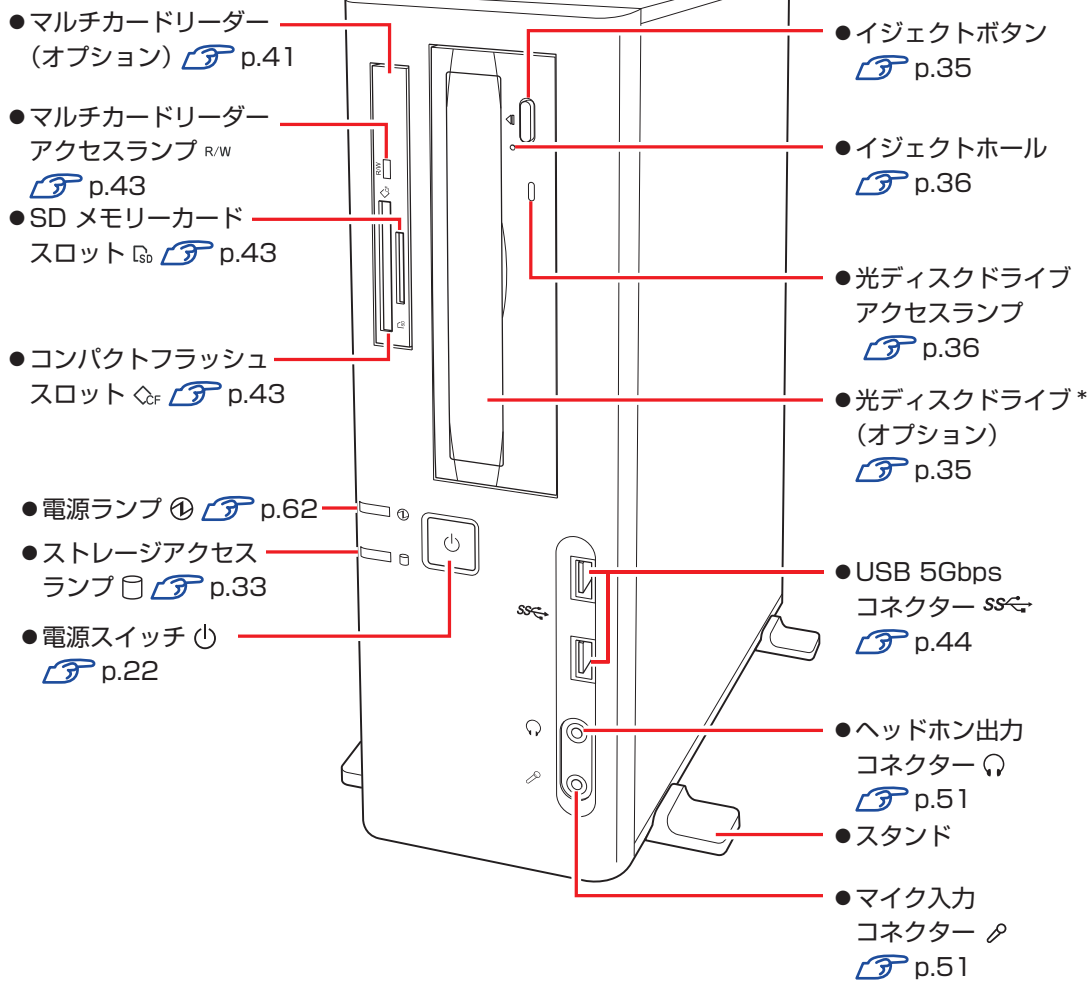 ●マルチカードリーダー
（オプション） p.41
●マルチカードリーダー
アクセスランプ R/W
p.43
●SD メモリーカード
スロット SD p.43
●コンパクトフラッシュ
スロット CF p.43
●電源ランプ p.62
●ストレージアクセス
ランプ p.33
●電源スイッチ
p.22
R/W
SS
●イジェクトボタン
p.35
●イジェクトホール
p.36
●光ディスクドライブ
アクセスランプ
p.36
●光ディスクドライブ*
（オプション）
p.35
●USB 5Gbps
コネクター SS
p.44
●ヘッドホン出力
コネクター
p.51
●スタンド
●マイク入力
コネクター
p.51